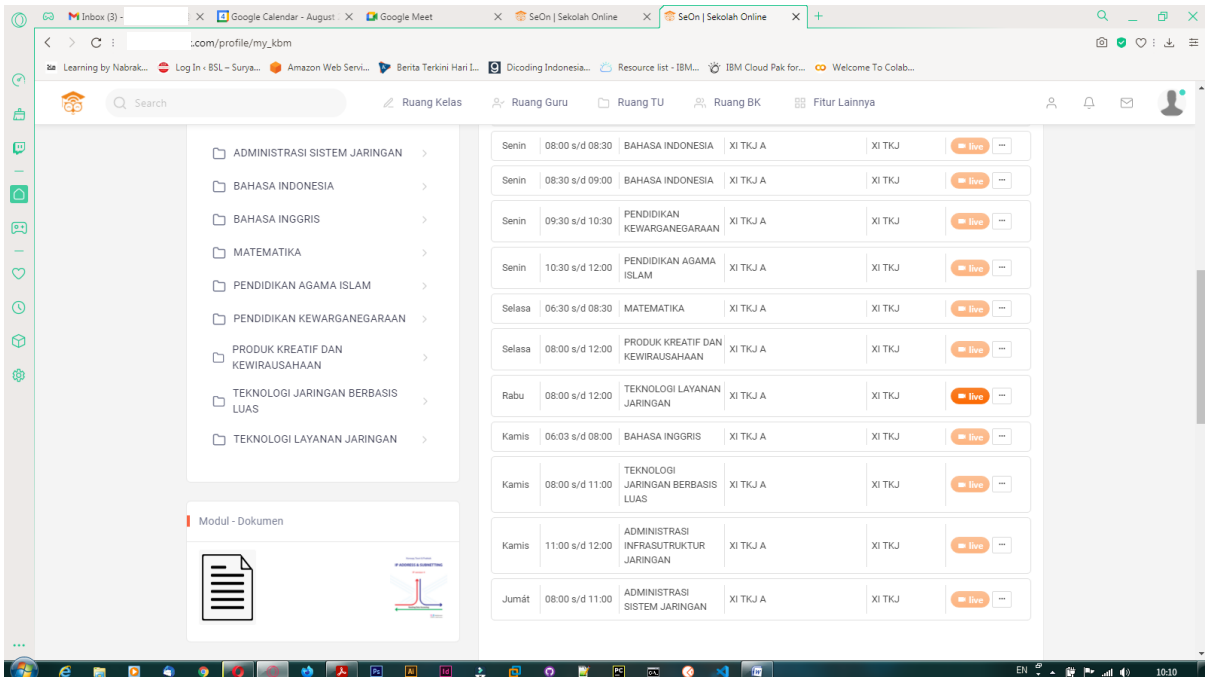 M Inbox (3) -
Google Calendar - August
Google Meet
SeOn | Sekolah Online
SeOn | Sekolah Online
.com/profile/my_kbm
Learning by Nabrak...
Log In ‹ BSL – Surya...
Amazon Web Servi...
Berita Terkini Hari I...
Dicoding Indonesia...
Resource list - IBM...
IBM Cloud Pak for...
Welcome To Colab...
Search
Ruang Kelas
Ruang Guru
Ruang TU
Ruang BK
Fitur Lainnya
ADMINISTRASI SISTEM JARINGAN
BAHASA INDONESIA
BAHASA INGGRIS
MATEMATIKA
PENDIDIKAN AGAMA ISLAM
PENDIDIKAN KEWARGANEGARAAN
PRODUK KREATIF DAN
KEWIRAUSAHAAN
TEKNOLOGI JARINGAN BERBASIS
LUAS
TEKNOLOGI LAYANAN JARINGAN
Modul - Dokumen
IP ADDRESS & SUBNETTING
Senin 08:00 s/d 08:30 BAHASA INDONESIA XI TKJ A XI TKJ live ...
Senin 08:30 s/d 09:00 BAHASA INDONESIA XI TKJ A XI TKJ live ...
Senin 09:30 s/d 10:30 PENDIDIKAN
KEWARGANEGARAAN XI TKJ A XI TKJ live ...
Senin 10:30 s/d 12:00 PENDIDIKAN AGAMA
ISLAM XI TKJ A XI TKJ live ...
Selasa 06:30 s/d 08:30 MATEMATIKA XI TKJ A XI TKJ live ...
Selasa 08:00 s/d 12:00 PRODUK KREATIF DAN
KEWIRAUSAHAAN XI TKJ A XI TKJ live ...
Rabu 08:00 s/d 12:00 TEKNOLOGI LAYANAN
JARINGAN XI TKJ A XI TKJ live ...
Kamis 06:03 s/d 08:00 BAHASA INGGRIS XI TKJ A XI TKJ live ...
Kamis 08:00 s/d 11:00 TEKNOLOGI
JARINGAN BERBASIS
LUAS XI TKJ A XI TKJ live ...
Kamis 11:00 s/d 12:00 ADMINISTRASI
INFRASUTRUKTUR
JARINGAN XI TKJ A XI TKJ live ...
Jumát 08:00 s/d 11:00 ADMINISTRASI
SISTEM JARINGAN XI TKJ A XI TKJ live ...
Ps Ai Id PC
EN 10:10